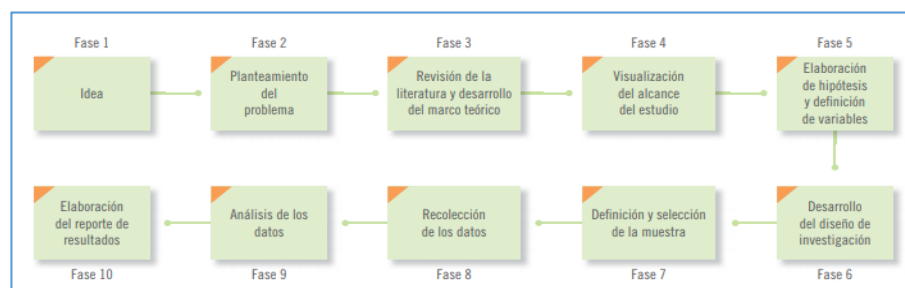 Fase 1
Idea
Fase 2
Planteamiento
del
problema
Fase 3
Revisión de la
literatura y desarrollo
del marco teórico
Fase 4
Visualización
del alcance
del estudio
Fase 5
Elaboración
de hipótesis
y definición
de variables
Desarrollo
del diseño de
investigación
Fase 6
Definición y selección
de la muestra
Fase 7
Recolección
de los datos
Fase 8
Análisis de los
datos
Fase 9
Elaboración
del reporte de
resultados
Fase 10